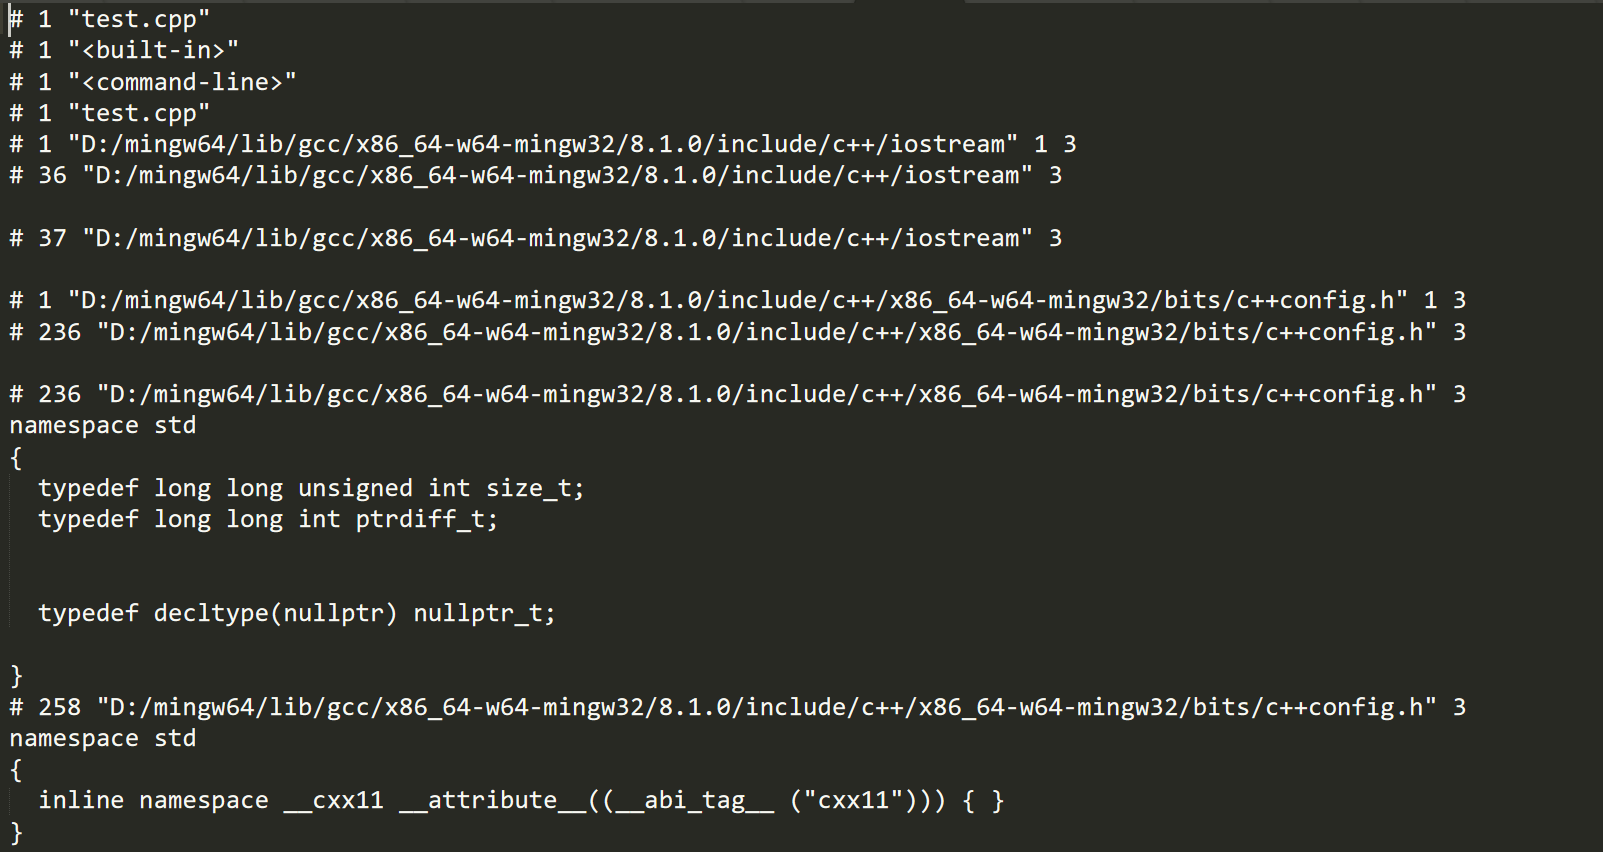 # 1 "test.cpp"
# 1 "<built-in>"
# 1 "<command-line>"
# 1 "test.cpp"
# 1 "D:/mingw64/lib/gcc/x86_64-w64-mingw32/8.1.0/include/c++/iostream" 1 3
# 36 "D:/mingw64/lib/gcc/x86_64-w64-mingw32/8.1.0/include/c++/iostream" 3
# 37 "D:/mingw64/lib/gcc/x86_64-w64-mingw32/8.1.0/include/c++/iostream" 3
# 1 "D:/mingw64/lib/gcc/x86_64-w64-mingw32/8.1.0/include/c++/x86_64-w64-mingw32/bits/c++config.h" 1 3
# 236 "D:/mingw64/lib/gcc/x86_64-w64-mingw32/8.1.0/include/c++/x86_64-w64-mingw32/bits/c++config.h" 3
# 236 "D:/mingw64/lib/gcc/x86_64-w64-mingw32/8.1.0/include/c++/x86_64-w64-mingw32/bits/c++config.h" 3
namespace std
{
  typedef long long unsigned int size_t;
  typedef long long int ptrdiff_t;
  typedef decltype(nullptr) nullptr_t;
}
# 258 "D:/mingw64/lib/gcc/x86_64-w64-mingw32/8.1.0/include/c++/x86_64-w64-mingw32/bits/c++config.h" 3
namespace std
{
  inline namespace __cxx11 __attribute__((__abi_tag__ ("cxx11"))) { }
}